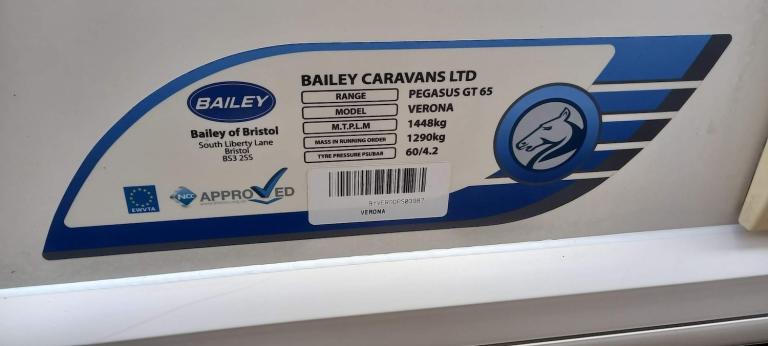 BAILEY
Bailey of Bristol
South Liberty Lane
Bristol
BS3 2SS
EWVTA
NCC APPROVED
BAILEY CARAVANS LTD
RANGE PEGASUS GT 65
MODEL VERONA
M.T.P.L.M 1448kg
MASS IN RUNNING ORDER 1290kg
TYRE PRESSURE PSI/BAR 60/4.2
VERONA